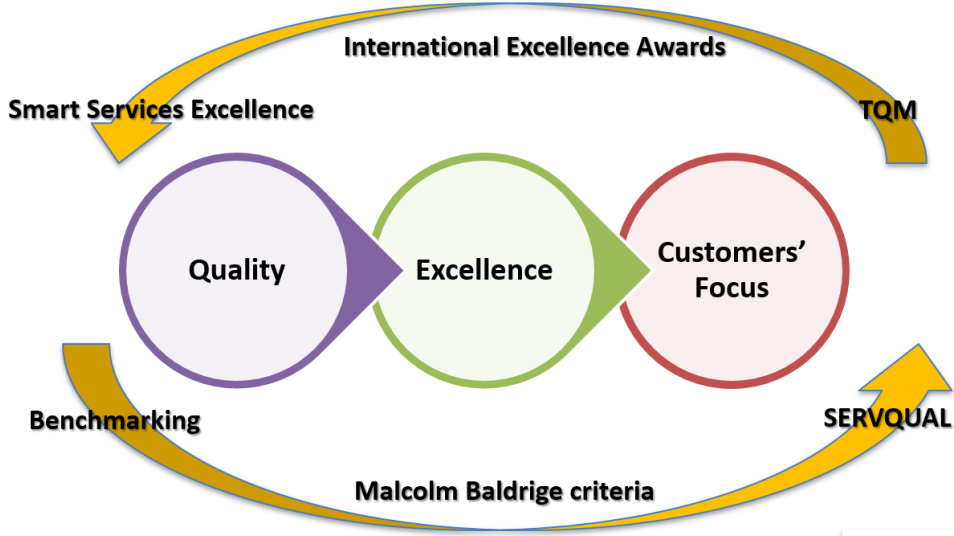 International Excellence Awards
Smart Services Excellence
TQM
Quality
Excellence
Customers’
Focus
Benchmarking
SERVQUAL
Malcolm Baldrige criteria